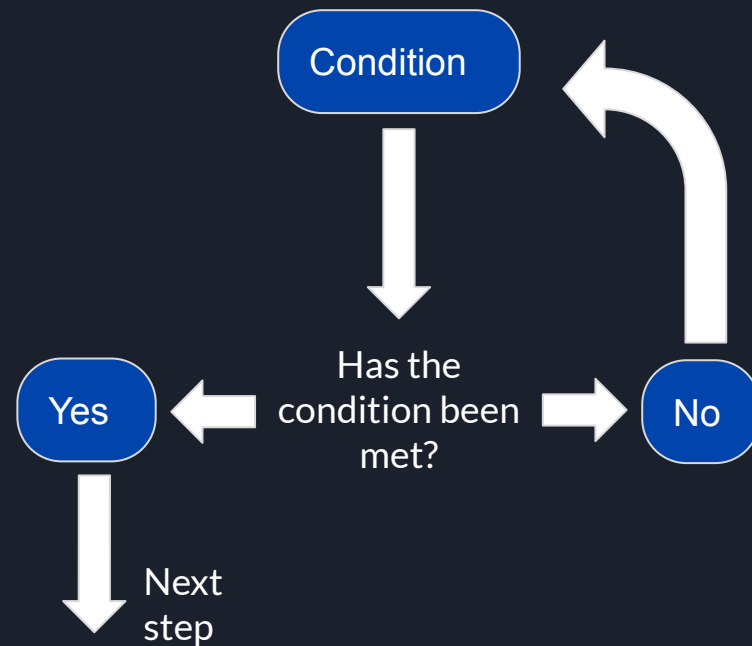 Condition
Has the
condition been
met?
Yes
No
Next
step